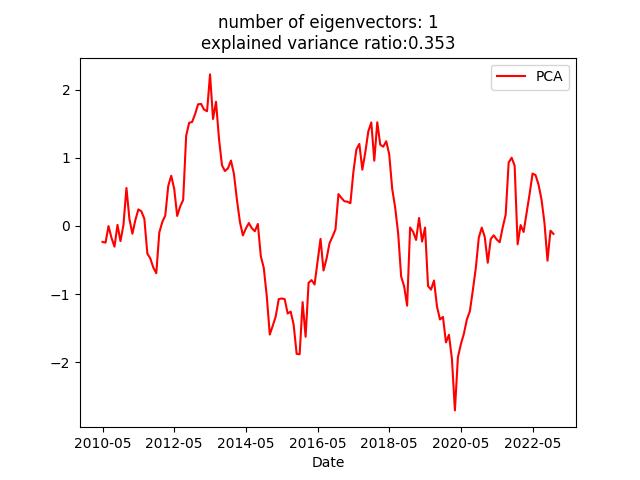 number of eigenvectors: 1
explained variance ratio:0.353
PCA
2
1
0
−1
−2
2010-05 2012-05 2014-05 2016-05 2018-05 2020-05 2022-05
Date